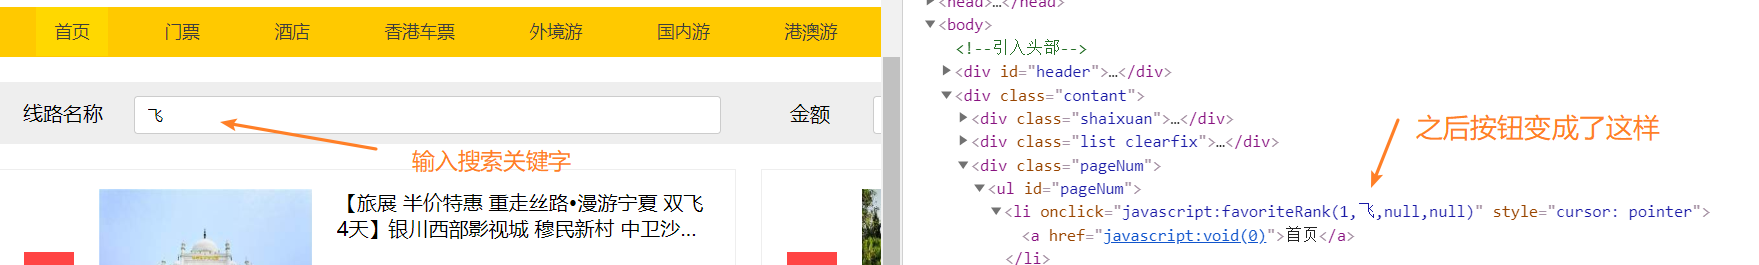 首页 门票 酒店 香港车票 外境游 国内游 港澳游
线路名称 飞 金额
输入搜索关键字
【旅展 半价特惠 重走丝路•漫游宁夏 双飞
4天】银川西部影视城 穆民新村 中卫沙...
<head>…</head>
<body>
<!--引入头部-->
<div id="header">…</div>
<div class="contant">
<div class="shaixuan">…</div>
<div class="list clearfix">…</div>
<div class="pageNum">
<ul id="pageNum">
<li onclick="javascript:favoriteRank(1,飞,null,null)" style="cursor: pointer">
<a href="javascript:void(0)">首页</a>
</li>
之后按钮变成了这样